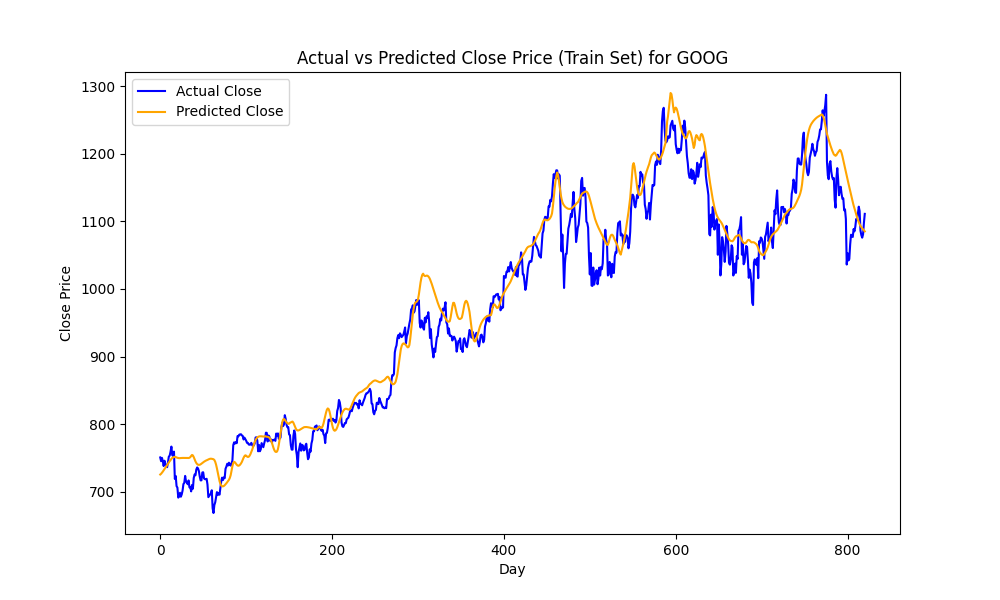 Actual vs Predicted Close Price (Train Set) for GOOG
Actual Close
Predicted Close
Close Price
1300
1200
1100
1000
900
800
700
0 200 400 600 800
Day